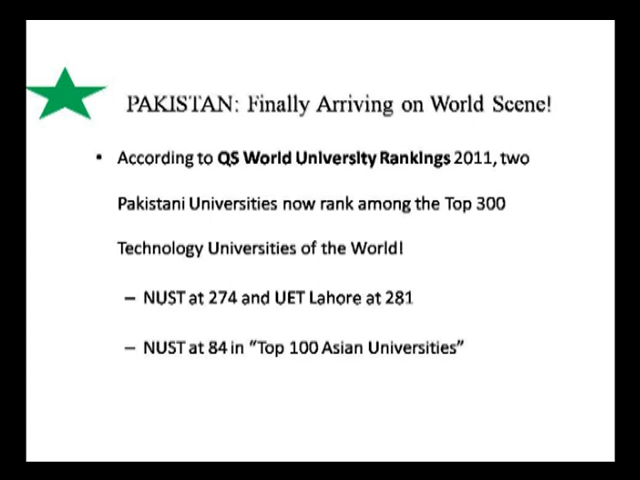 PAKISTAN: Finally Arriving on World Scene!
• According to QS World University Rankings 2011, two
Pakistani Universities now rank among the Top 300
Technology Universities of the World!
– NUST at 274 and UET Lahore at 281
– NUST at 84 in “Top 100 Asian Universities”